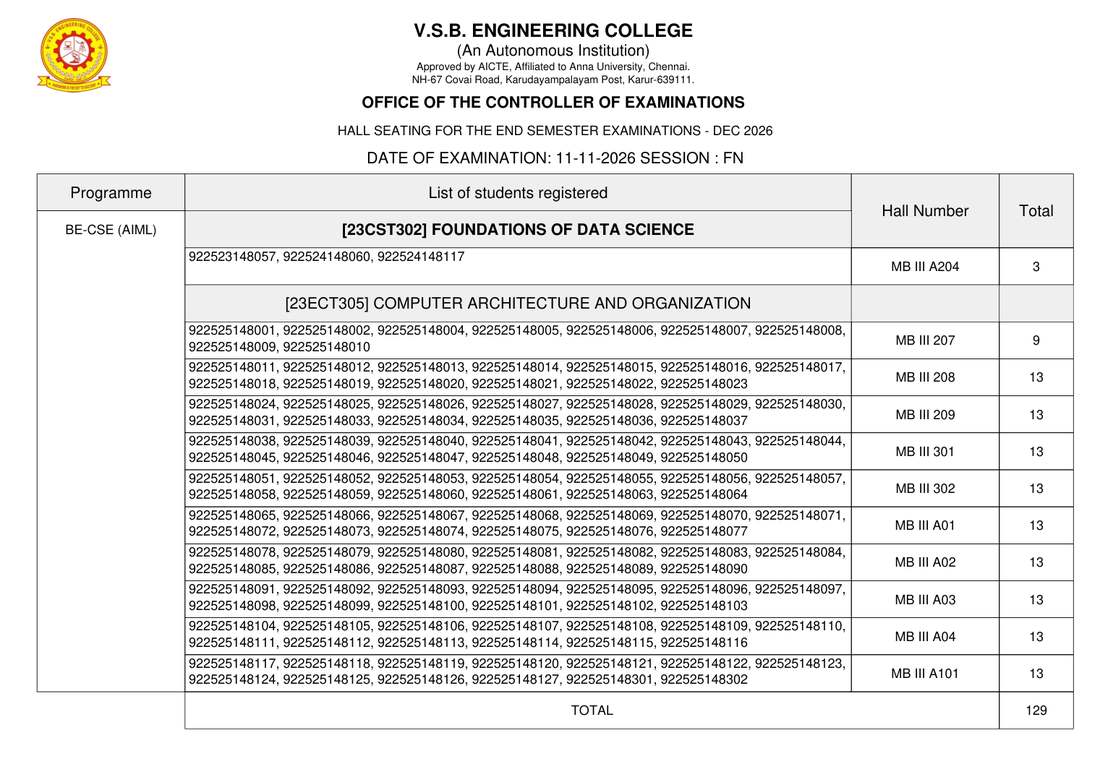 V.S.B. ENGINEERING COLLEGE
(An Autonomous Institution)
Approved by AICTE, Affiliated to Anna University, Chennai.
NH-67 Covai Road, Karudayampalayam Post, Karur-639111.
OFFICE OF THE CONTROLLER OF EXAMINATIONS
HALL SEATING FOR THE END SEMESTER EXAMINATIONS - DEC 2026
DATE OF EXAMINATION: 11-11-2026 SESSION : FN
Programme List of students registered Hall Number Total
BE-CSE (AIML) [23CST302] FOUNDATIONS OF DATA SCIENCE
922523148057, 922524148060, 922524148117
MB III A204 3
[23ECT305] COMPUTER ARCHITECTURE AND ORGANIZATION
922525148001, 922525148002, 922525148004, 922525148005, 922525148006, 922525148007, 922525148008,
922525148009, 922525148010
MB III 207 9
922525148011, 922525148012, 922525148013, 922525148014, 922525148015, 922525148016, 922525148017,
922525148018, 922525148019, 922525148020, 922525148021, 922525148022, 922525148023
MB III 208 13
922525148024, 922525148025, 922525148026, 922525148027, 922525148028, 922525148029, 922525148030,
922525148031, 922525148033, 922525148034, 922525148035, 922525148036, 922525148037
MB III 209 13
922525148038, 922525148039, 922525148040, 922525148041, 922525148042, 922525148043, 922525148044,
922525148045, 922525148046, 922525148047, 922525148048, 922525148049, 922525148050
MB III 301 13
922525148051, 922525148052, 922525148053, 922525148054, 922525148055, 922525148056, 922525148057,
922525148058, 922525148059, 922525148060, 922525148061, 922525148063, 922525148064
MB III 302 13
922525148065, 922525148066, 922525148067, 922525148068, 922525148069, 922525148070, 922525148071,
922525148072, 922525148073, 922525148074, 922525148075, 922525148076, 922525148077
MB III A01 13
922525148078, 922525148079, 922525148080, 922525148081, 922525148082, 922525148083, 922525148084,
922525148085, 922525148086, 922525148087, 922525148088, 922525148089, 922525148090
MB III A02 13
922525148091, 922525148092, 922525148093, 922525148094, 922525148095, 922525148096, 922525148097,
922525148098, 922525148099, 922525148100, 922525148101, 922525148102, 922525148103
MB III A03 13
922525148104, 922525148105, 922525148106, 922525148107, 922525148108, 922525148109, 922525148110,
922525148111, 922525148112, 922525148113, 922525148114, 922525148115, 922525148116
MB III A04 13
922525148117, 922525148118, 922525148119, 922525148120, 922525148121, 922525148122, 922525148123,
922525148124, 922525148125, 922525148126, 922525148127, 922525148301, 922525148302
MB III A101 13
TOTAL 129